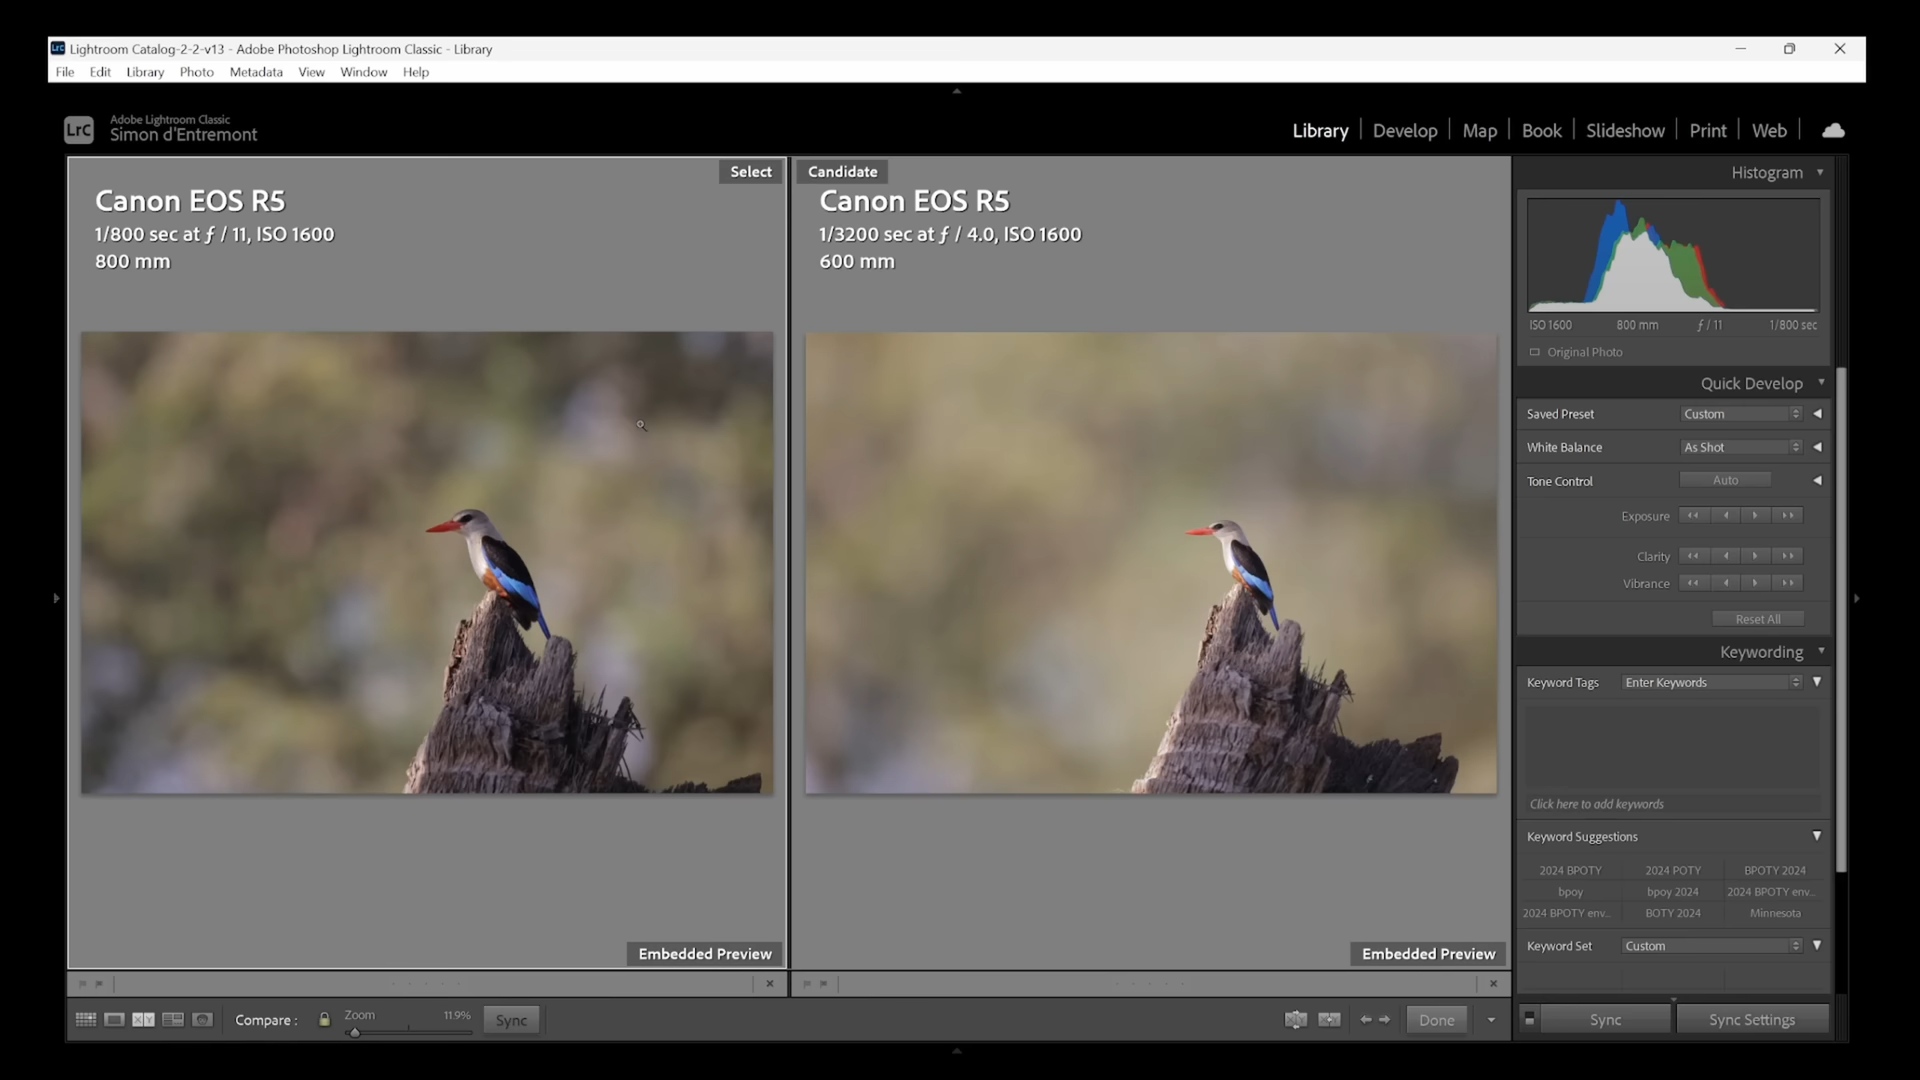 Lrc Lightroom Catalog-2-2-v13 - Adobe Photoshop Lightroom Classic - Library
File Edit Library Photo Metadata View Window Help
LrC Adobe Lightroom Classic
Simon d'Entremont
Library | Develop | Map | Book | Slideshow | Print | Web |
Select
Canon EOS R5
1/800 sec at ƒ / 11, ISO 1600
800 mm
Embedded Preview
Candidate
Canon EOS R5
1/3200 sec at ƒ / 4.0, ISO 1600
600 mm
Embedded Preview
Histogram
ISO 1600 800 mm ƒ / 11 1/800 sec
Original Photo
Quick Develop
Saved Preset Custom
White Balance As Shot
Tone Control Auto
Exposure
Clarity
Vibrance
Reset All
Keywording
Keyword Tags Enter Keywords
Click here to add keywords
Keyword Suggestions
2024 BPOTY 2024 POTY BPOTY 2024
bpoy bpoy 2024 2024 BPOTY env...
2024 BPOTY env... BOTY 2024 Minnesota
Keyword Set Custom
XY Compare : Zoom 11.9% Sync
Done
Sync Sync Settings